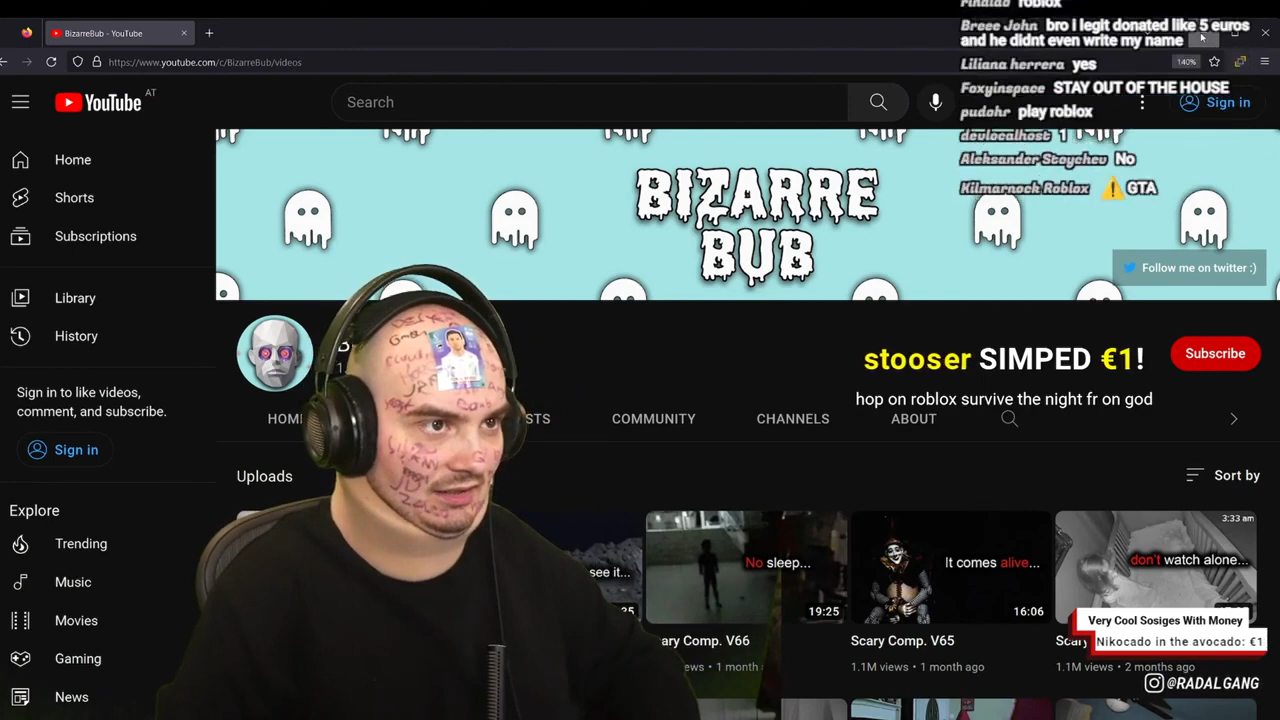 BizarreBub - YouTube
https://www.youtube.com/c/BizarreBub/videos
140%
roblox
Breee John bro i legit donated like 5 euros
and he didnt even write my name
Liliana herrera yes
Foxyinspace STAY OUT OF THE HOUSE
pudohr play roblox
devlocalhost 1
Aleksander Stoychev No
Kilmarnock Roblox ⚠️GTA
YouTube AT
Search
Sign in
Home
Shorts
Subscriptions
Library
History
Sign in to like videos,
comment, and subscribe.
Sign in
Explore
Trending
Music
Movies
Gaming
News
BIZARRE
BUB
Follow me on twitter :)
stooser SIMPED €1!
hop on roblox survive the night fr on god
Subscribe
COMMUNITY
CHANNELS
ABOUT
Uploads
Sort by
see it...
No sleep...
19:25
It comes alive...
16:06
3:33 am
don't watch alone...
Comp. V66
1 month
Scary Comp. V65
1.1M views • 1 month ago
1.1M views • 2 months ago
Very Cool Sosiges With Money
Nikocado in the avocado: €1
@RADALGANG